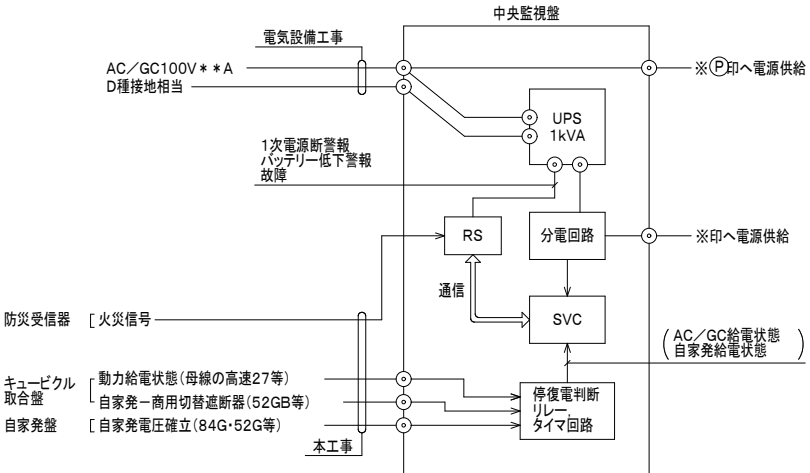 中央監視盤
電気設備工事
AC／GC100V＊＊A
D種接地相当
※Ⓟ印へ電源供給
UPS
1kVA
1次電源断警報
バッテリー低下警報
故障
RS
分電回路
※印へ電源供給
通信
SVC
防災受信器 [火災信号
(AC／GC給電状態
自家発給電状態)
キュービクル
取合盤
動力給電状態(母線の高速27等)
自家発－商用切替遮断器(52GB等)
自家発盤 [自家発電圧確立(84G・52G等)
停復電判断
リレー,
タイマ回路
本工事